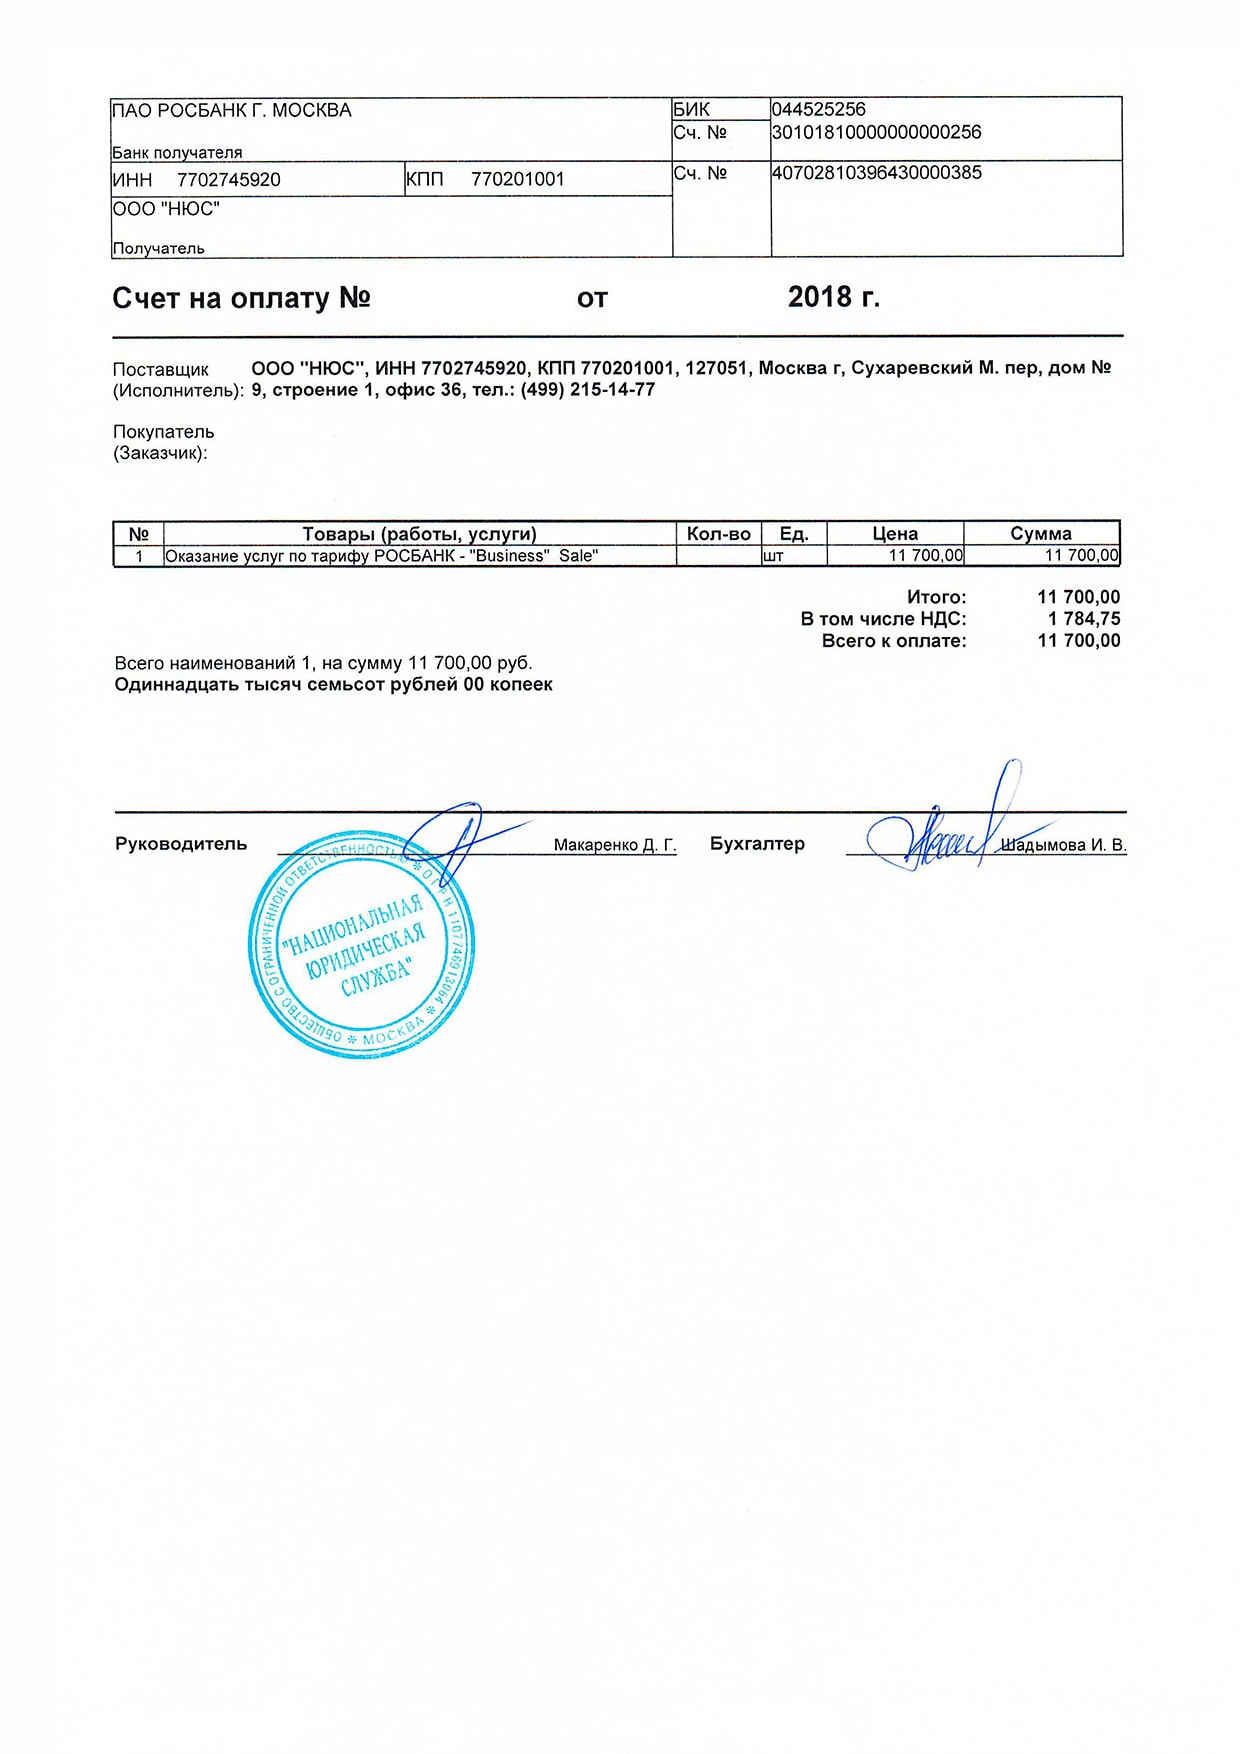 ПАО РОСБАНК Г. МОСКВА
БИК 044525256
Сч. № 30101810000000000256
Банк получателя
ИНН 7702745920 КПП 770201001 Сч. № 40702810396430000385
ООО "НЮС"
Получатель
Счет на оплату № от 2018 г.
Поставщик (Исполнитель): ООО "НЮС", ИНН 7702745920, КПП 770201001, 127051, Москва г, Сухаревский М. пер, дом №
9, строение 1, офис 36, тел.: (499) 215-14-77
Покупатель
(Заказчик):
№ Товары (работы, услуги) Кол-во Ед. Цена Сумма
1 Оказание услуг по тарифу РОСБАНК - "Business" Sale" шт 11 700,00 11 700,00
Итого: 11 700,00
В том числе НДС: 1 784,75
Всего к оплате: 11 700,00
Всего наименований 1, на сумму 11 700,00 руб.
Одиннадцать тысяч семьсот рублей 00 копеек
Руководитель Макаренко Д. Г. Бухгалтер Шадымова И. В.
ОБЩЕСТВО С ОГРАНИЧЕННОЙ ОТВЕТСТВЕННОСТЬЮ * ОГРН 1107746913064 * МОСКВА *
"НАЦИОНАЛЬНАЯ
ЮРИДИЧЕСКАЯ
СЛУЖБА"